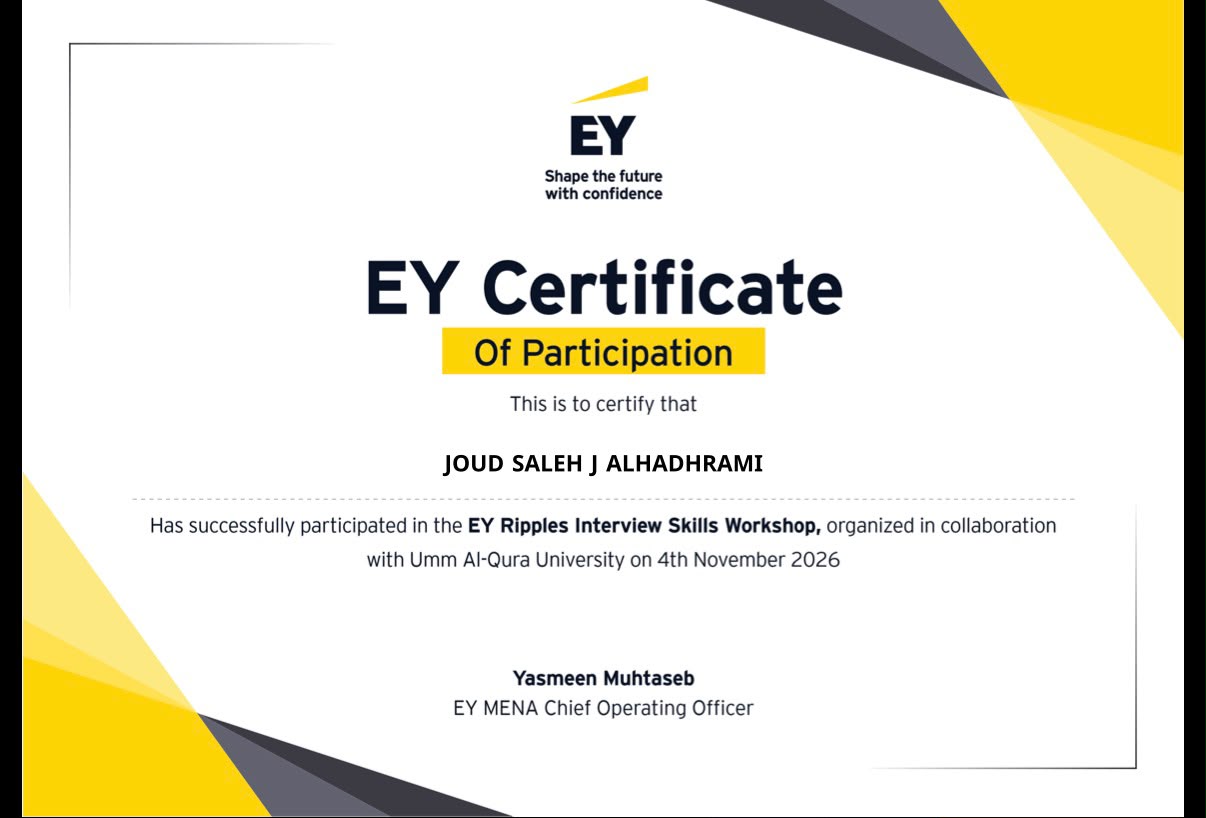 EY
Shape the future
with confidence
EY Certificate
Of Participation
This is to certify that
JOUD SALEH J ALHADHRAMI
Has successfully participated in the EY Ripples Interview Skills Workshop, organized in collaboration
with Umm Al-Qura University on 4th November 2026
Yasmeen Muhtaseb
EY MENA Chief Operating Officer